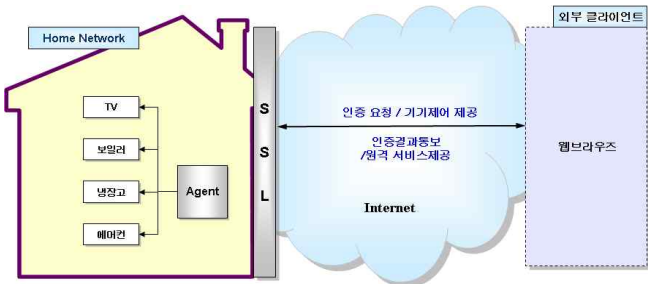 외부 클라이언트
Home Network
TV
보일러
냉장고
에어컨
Agent
S
S
L
인증 요청 / 기기제어 제공
인증결과통보
/원격 서비스제공
Internet
웹브라우즈